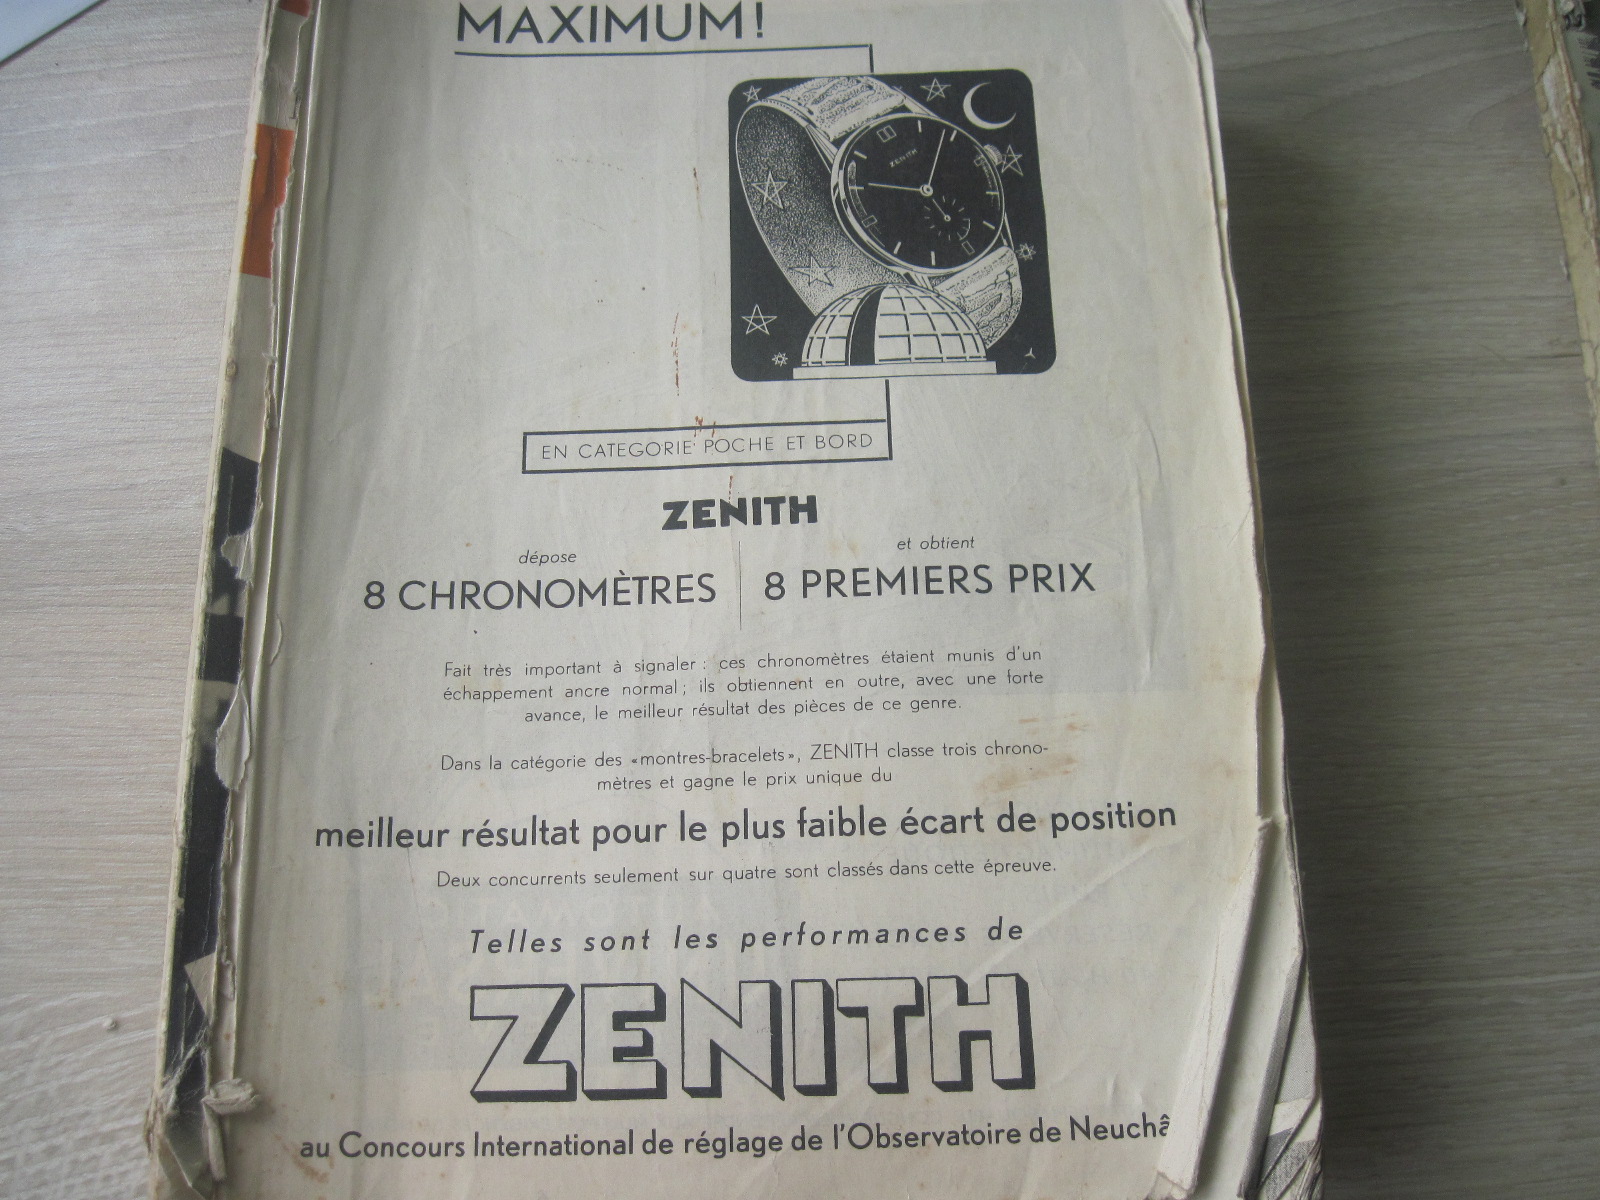 MAXIMUM!
ZENITH
EN CATEGORIE POCHE ET BORD
ZENITH
dépose
et obtient
8 CHRONOMÈTRES
8 PREMIERS PRIX
Fait très important à signaler : ces chronomètres étaient munis d'un
échappement ancre normal ; ils obtiennent en outre, avec une forte
avance, le meilleur résultat des pièces de ce genre.
Dans la catégorie des «montres-bracelets», ZENITH classe trois chrono-
mètres et gagne le prix unique du
meilleur résultat pour le plus faible écart de position
Deux concurrents seulement sur quatre sont classés dans cette épreuve.
Telles sont les performances de
ZENITH
au Concours International de réglage de l'Observatoire de Neuchâ